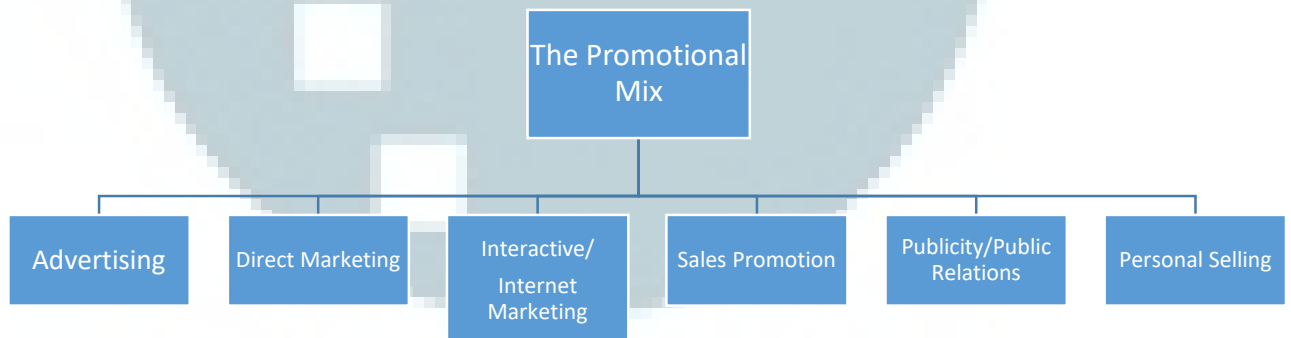 The Promotional
Mix
Advertising
Direct Marketing
Interactive/
Internet
Marketing
Sales Promotion
Publicity/Public
Relations
Personal Selling